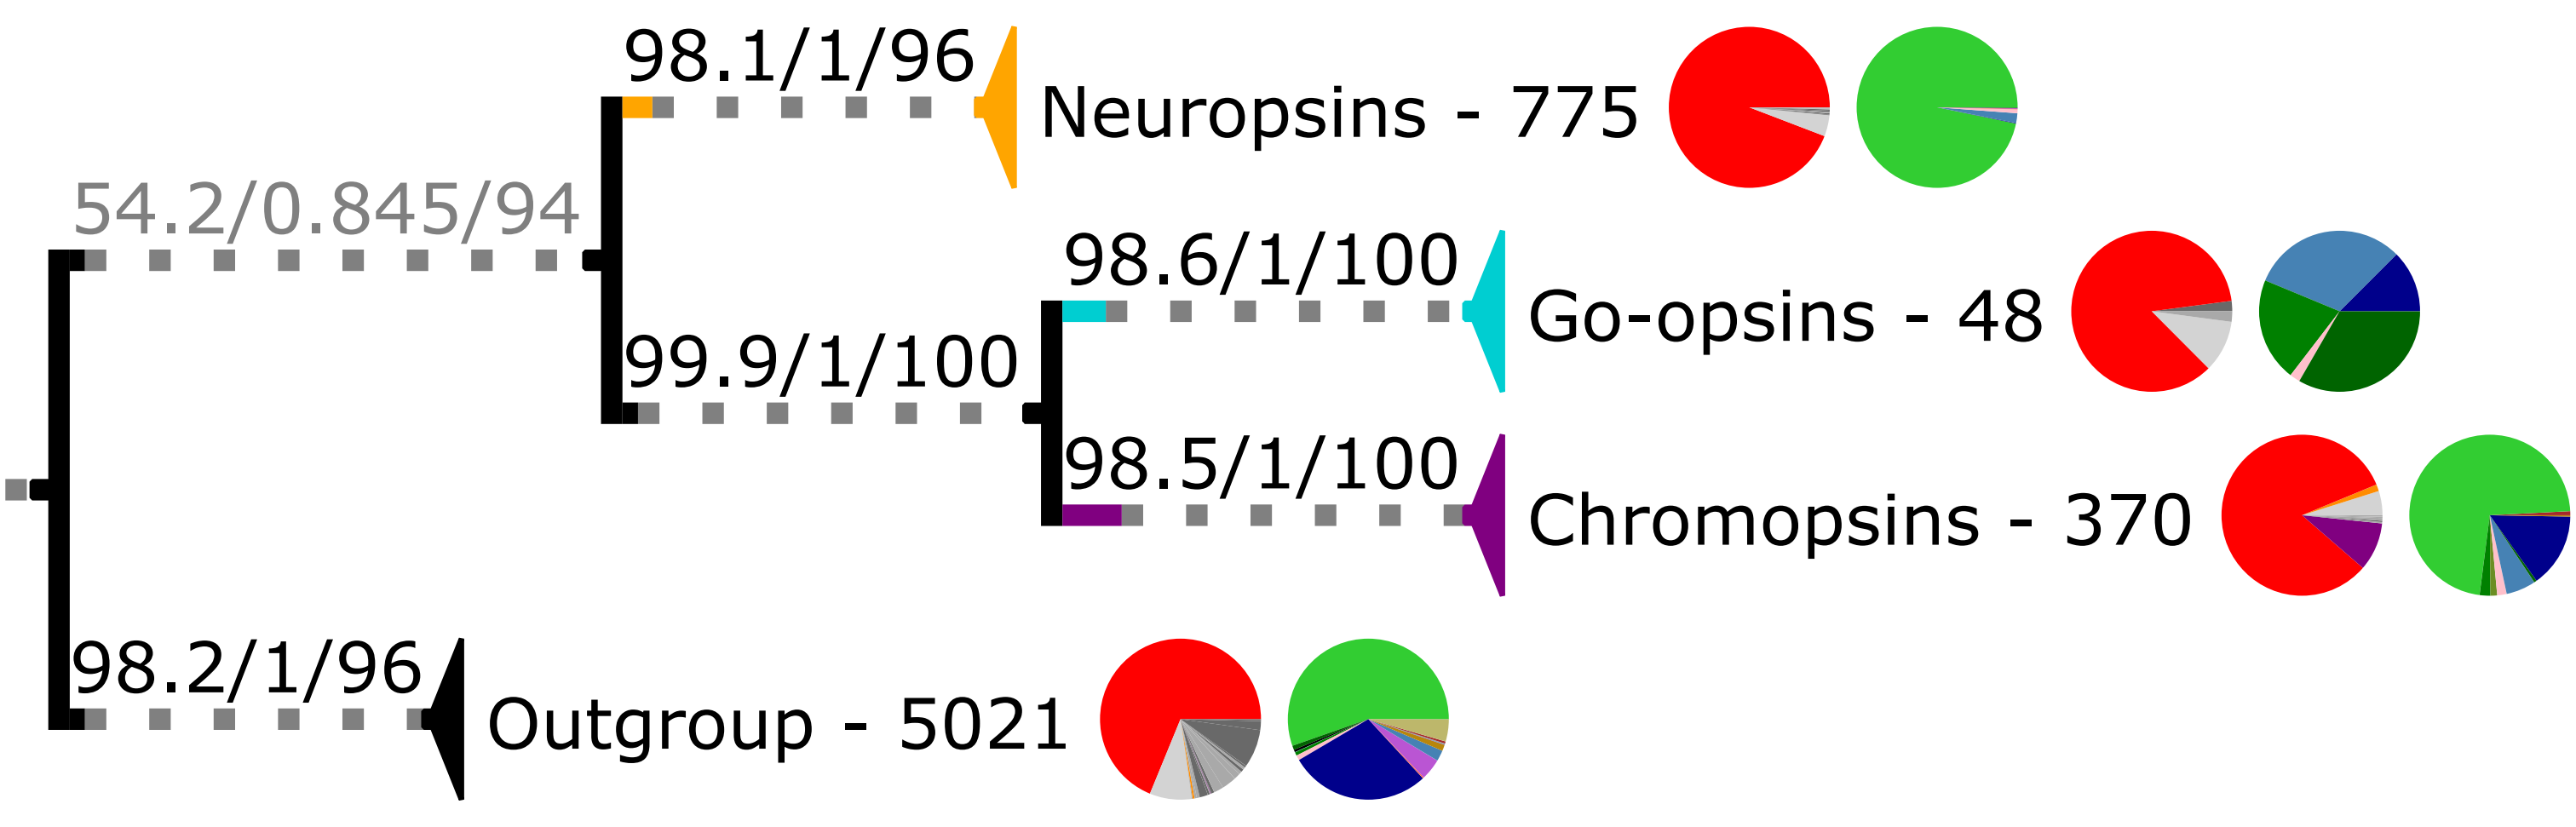 98.1/1/96
Neuropsins - 775
54.2/0.845/94
98.6/1/100
Go-opsins - 48
99.9/1/100
98.5/1/100
Chromopsins - 370
98.2/1/96
Outgroup - 5021